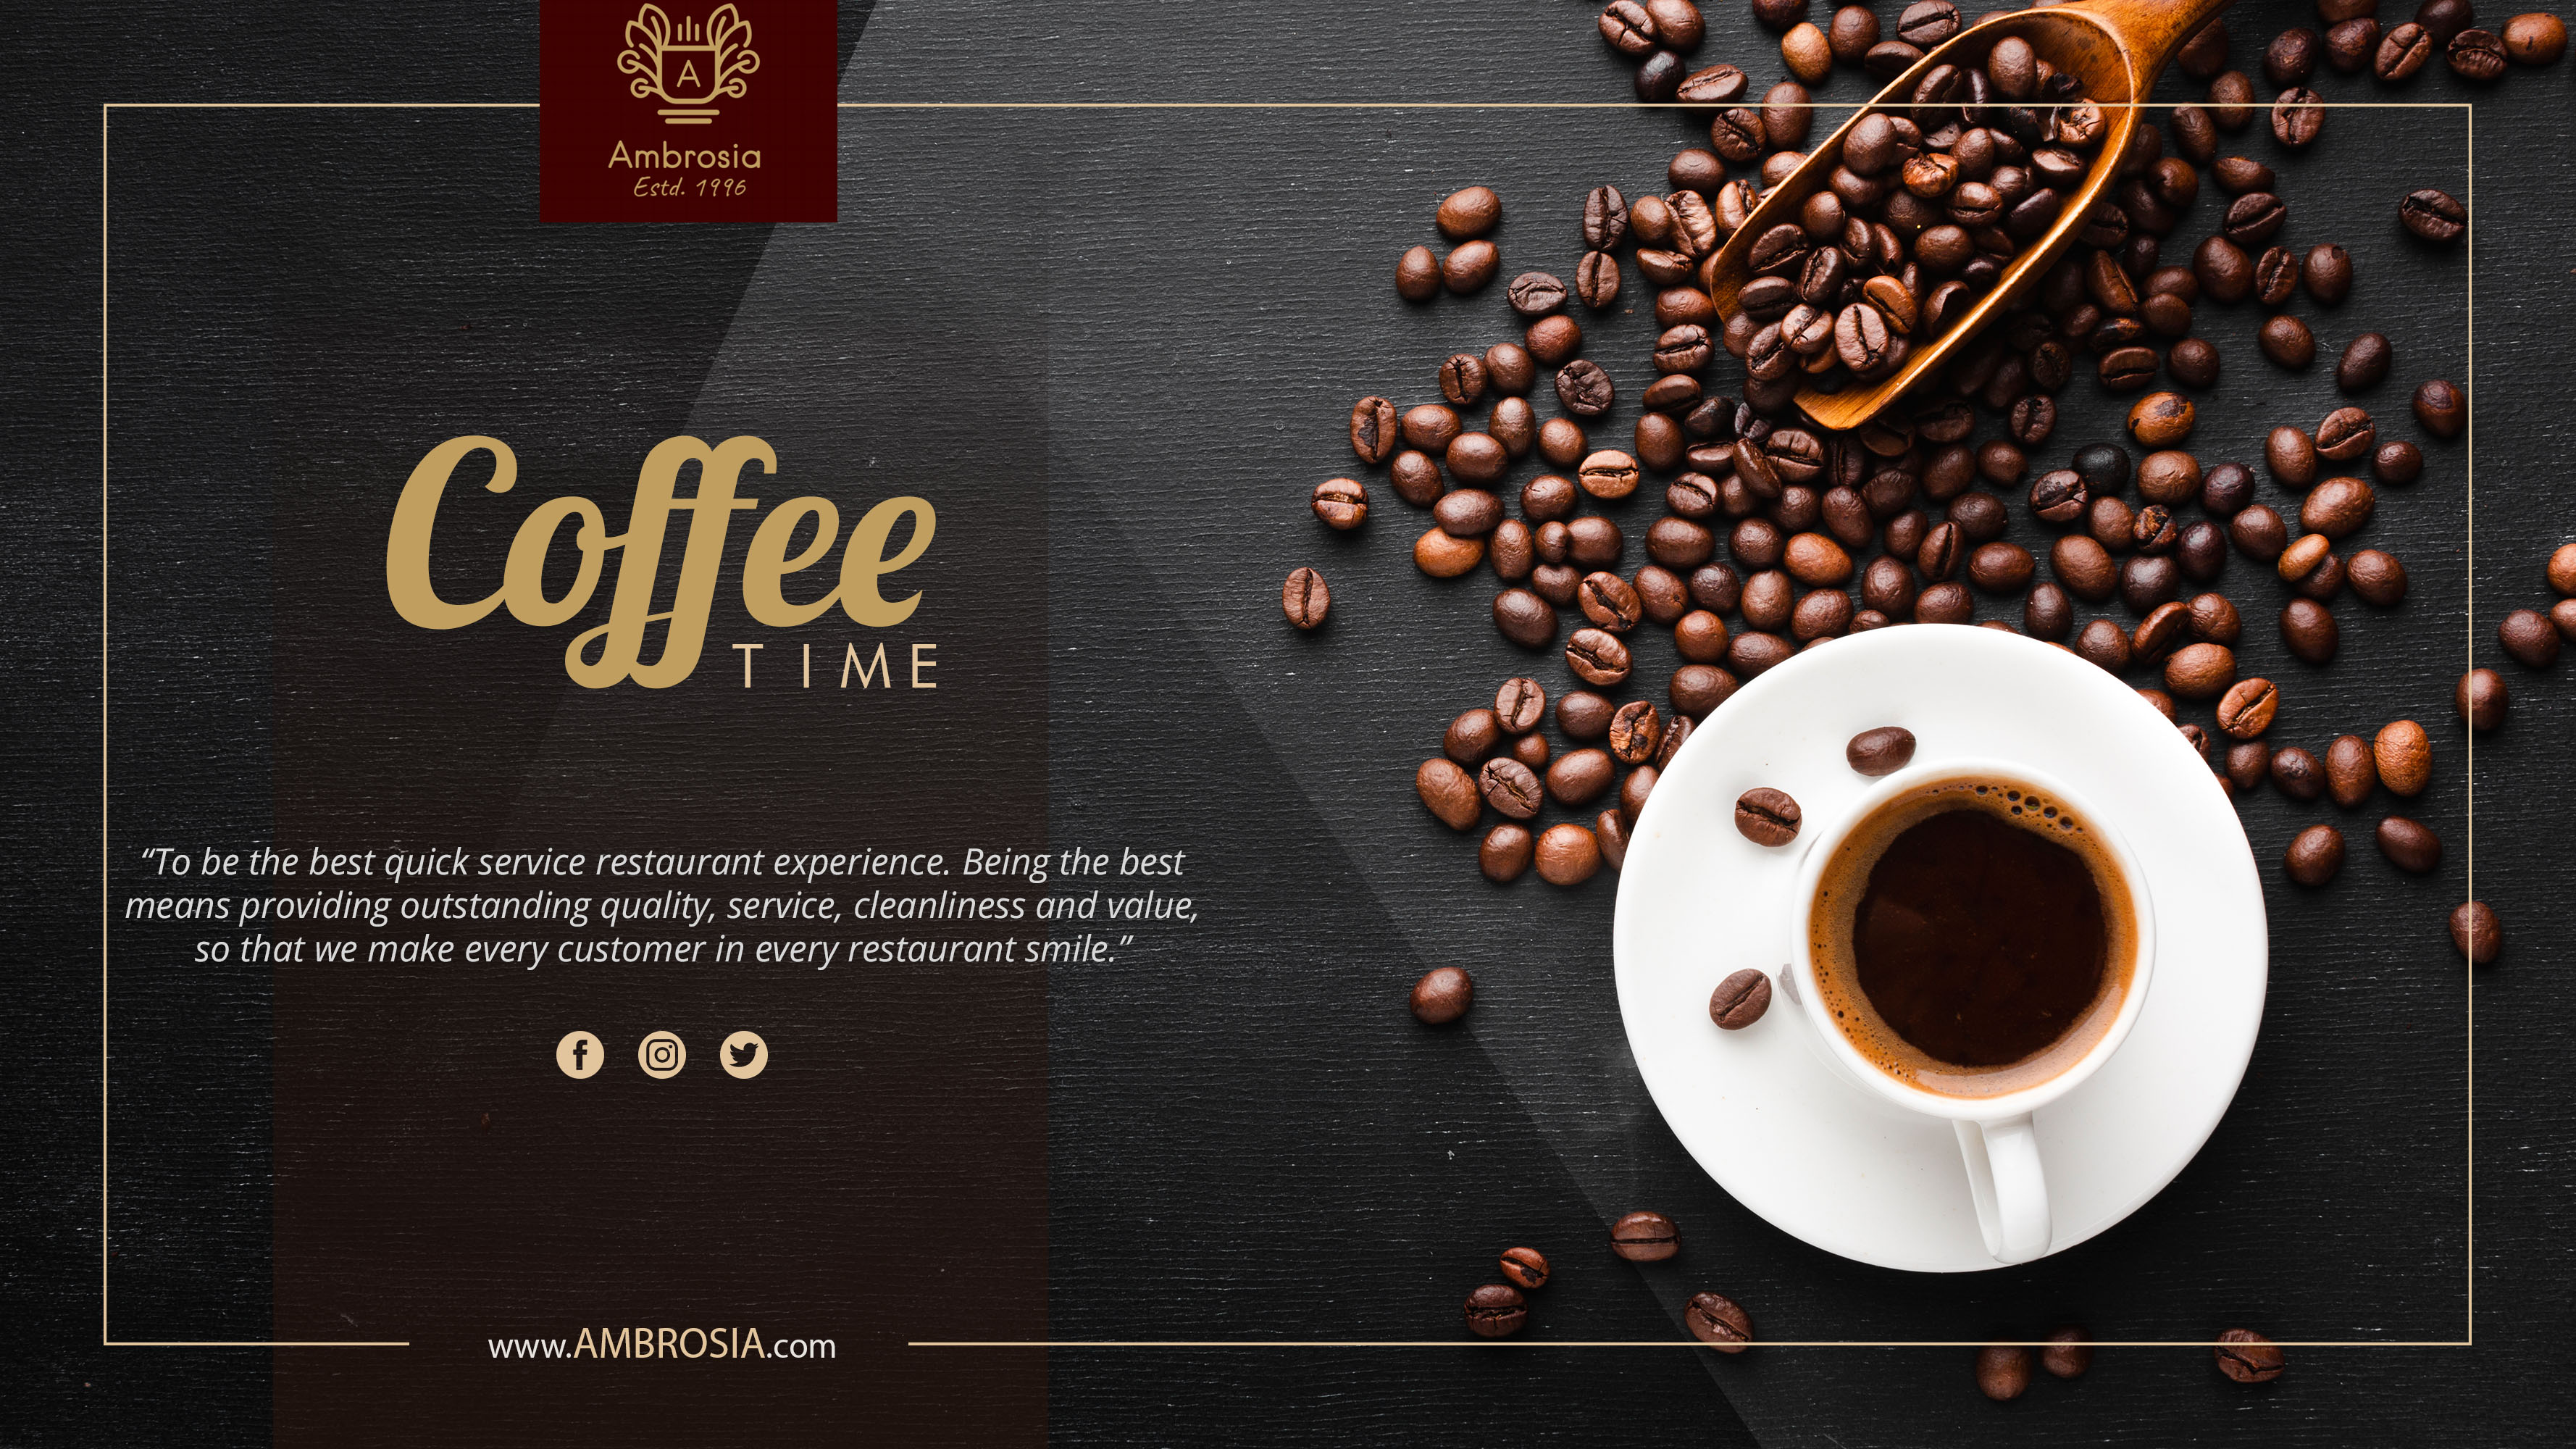 A
Ambrosia
Estd. 1996
Coffee
TIME
“To be the best quick service restaurant experience. Being the best
means providing outstanding quality, service, cleanliness and value,
so that we make every customer in every restaurant smile.”
www.AMBROSIA.com